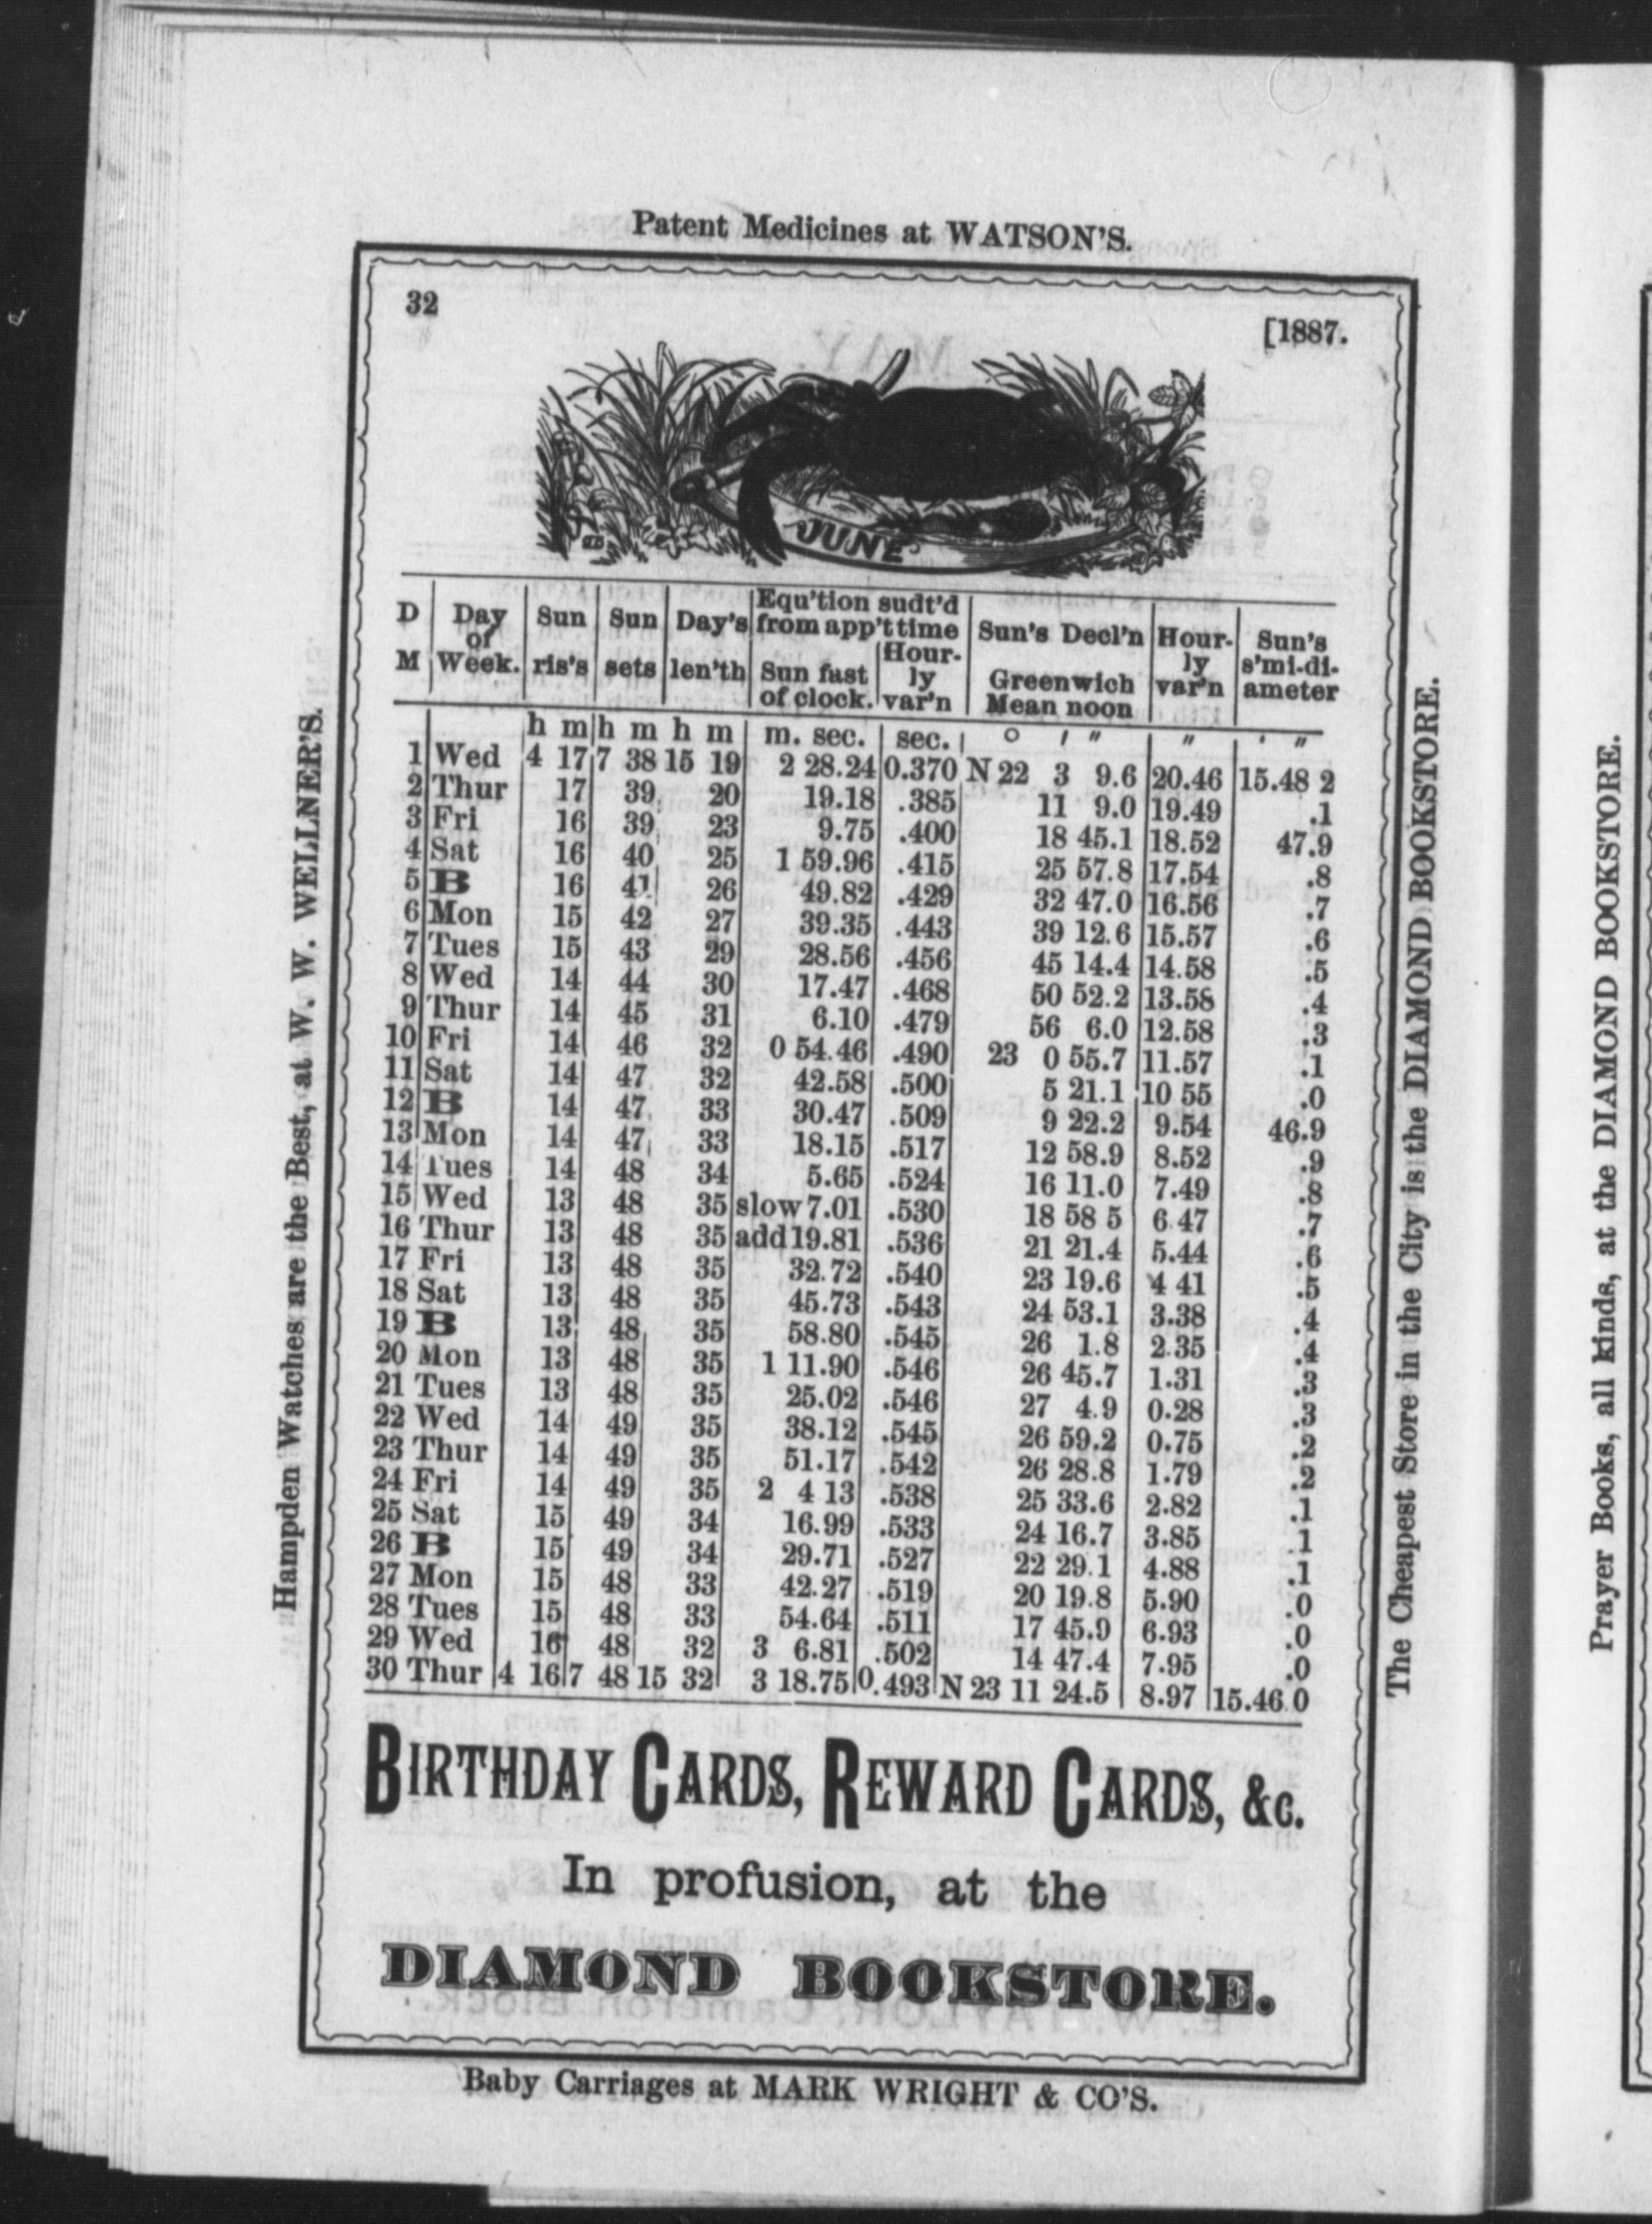 Patent Medicines at WATSON'S.
32
[1887.
JUNE
D M | Day of Week. | Sun ris's | Sun sets | Day's len'th | Equ'tion sudt'd from app't time Sun fast of clock. | Hour-ly var'n | Sun's Decl'n Greenwich Mean noon | Hour-ly var'n | Sun's s'mi-di-ameter
h m | h m | h m | m. sec. | sec. | ° ' " | " | ' "
1 Wed 4 17 7 38 15 19 2 28.24 0.370 N 22 3 9.6 20.46 15.48 2
2 Thur 17 39 20 19.18 .385 11 9.0 19.49 .1
3 Fri 16 39 23 9.75 .400 18 45.1 18.52 47.9
4 Sat 16 40 25 1 59.96 .415 25 57.8 17.54 .8
5 B 16 41 26 49.82 .429 32 47.0 16.56 .7
6 Mon 15 42 27 39.35 .443 39 12.6 15.57 .6
7 Tues 15 43 29 28.56 .456 45 14.4 14.58 .5
8 Wed 14 44 30 17.47 .468 50 52.2 13.58 .4
9 Thur 14 45 31 6.10 .479 56 6.0 12.58 .3
10 Fri 14 46 32 0 54.46 .490 23 0 55.7 11.57 .1
11 Sat 14 47 32 42.58 .500 5 21.1 10 55 .0
12 B 14 47 33 30.47 .509 9 22.2 9.54 46.9
13 Mon 14 47 33 18.15 .517 12 58.9 8.52 .9
14 Tues 14 48 34 5.65 .524 16 11.0 7.49 .8
15 Wed 13 48 35 slow 7.01 .530 18 58 5 6.47 .7
16 Thur 13 48 35 add 19.81 .536 21 21.4 5.44 .6
17 Fri 13 48 35 32.72 .540 23 19.6 4 41 .5
18 Sat 13 48 35 45.73 .543 24 53.1 3.38 .4
19 B 13 48 35 58.80 .545 26 1.8 2.35 .4
20 Mon 13 48 35 1 11.90 .546 26 45.7 1.31 .3
21 Tues 13 48 35 25.02 .546 27 4.9 0.28 .3
22 Wed 14 49 35 38.12 .545 26 59.2 0.75 .2
23 Thur 14 49 35 51.17 .542 26 28.8 1.79 .2
24 Fri 14 49 35 2 4 13 .538 25 33.6 2.82 .1
25 Sat 15 49 34 16.99 .533 24 16.7 3.85 .1
26 B 15 49 34 29.71 .527 22 29.1 4.88 .1
27 Mon 15 48 33 42.27 .519 20 19.8 5.90 .0
28 Tues 15 48 33 54.64 .511 17 45.9 6.93 .0
29 Wed 16 48 32 3 6.81 .502 14 47.4 7.95 .0
30 Thur 4 16 7 48 15 32 3 18.75 0.493 N 23 11 24.5 8.97 15.46.0
BIRTHDAY CARDS, REWARD CARDS, &c.
In profusion, at the
DIAMOND BOOKSTORE.
Baby Carriages at MARK WRIGHT & CO'S.
Hampden Watches are the Best, at W. W. WELLNER'S.
The Cheapest Store in the City is the DIAMOND BOOKSTORE.
Prayer Books, all kinds, at the DIAMOND BOOKSTORE.